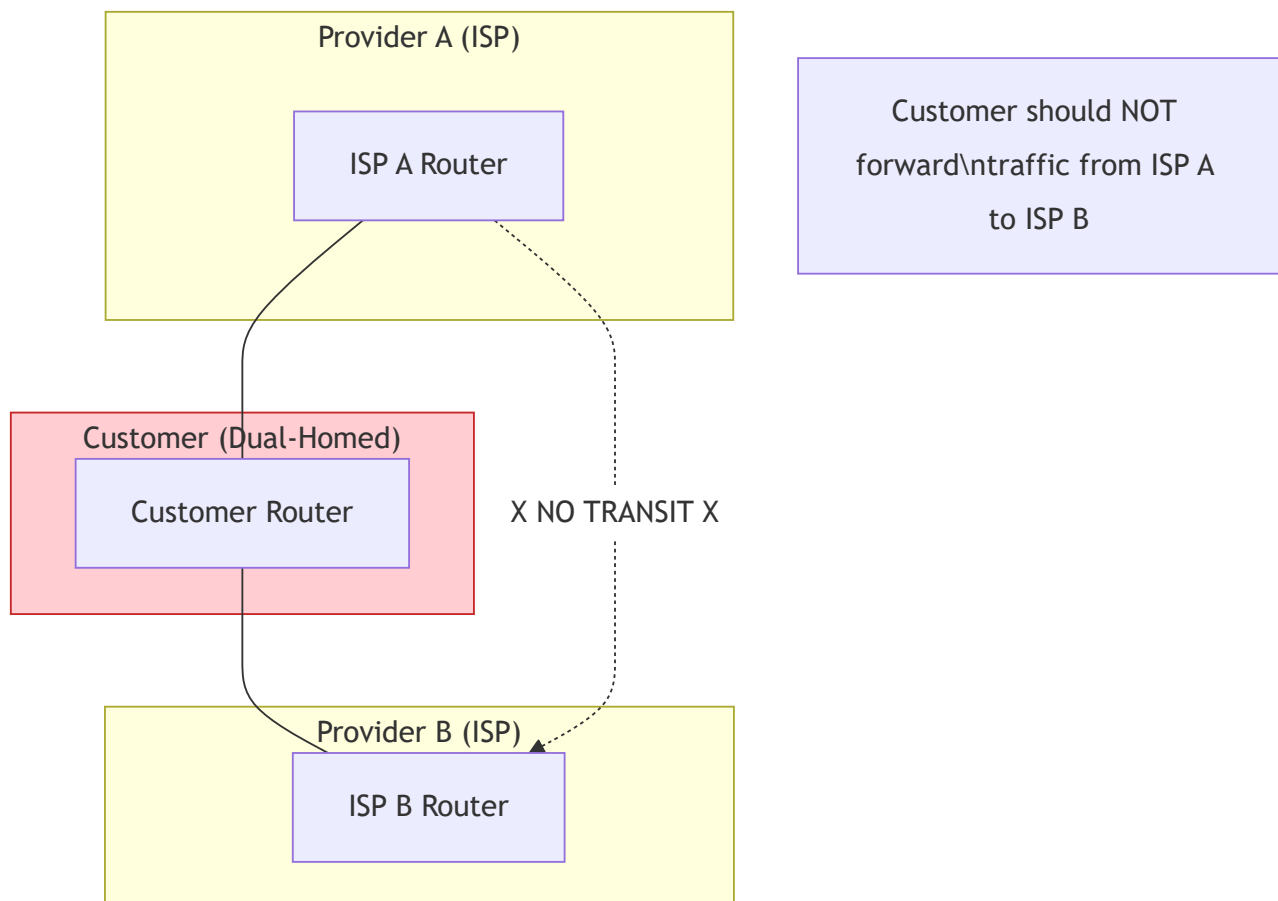 Provider A (ISP)
ISP A Router
Customer should NOT
forward\ntraffic from ISP A
to ISP B
Customer (Dual-Homed)
Customer Router
X NO TRANSIT X
Provider B (ISP)
ISP B Router